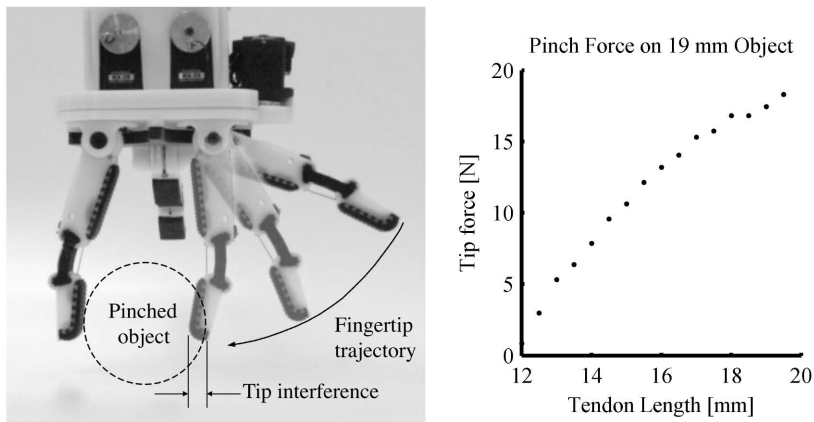 Pinched
object
Fingertip
trajectory
Tip interference
Pinch Force on 19 mm Object
20
15
10
5
0
Tip force [N]
12
14
16
18
20
Tendon Length [mm]